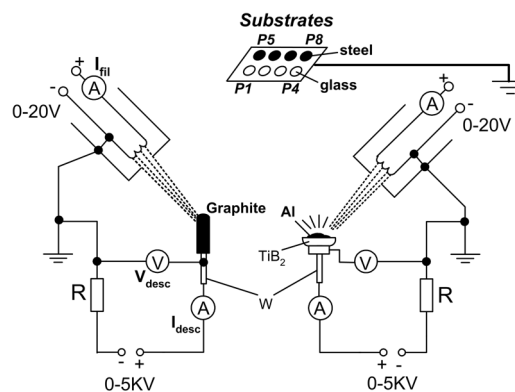 Substrates
P5 P8
steel
glass
P1 P4
+ I_fil
A
-
0-20V
+
A
-
0-20V
Graphite
Al
TiB₂
V
V_desc
V
R
W
R
A
I_desc
A
- +
0-5KV
+ -
0-5KV